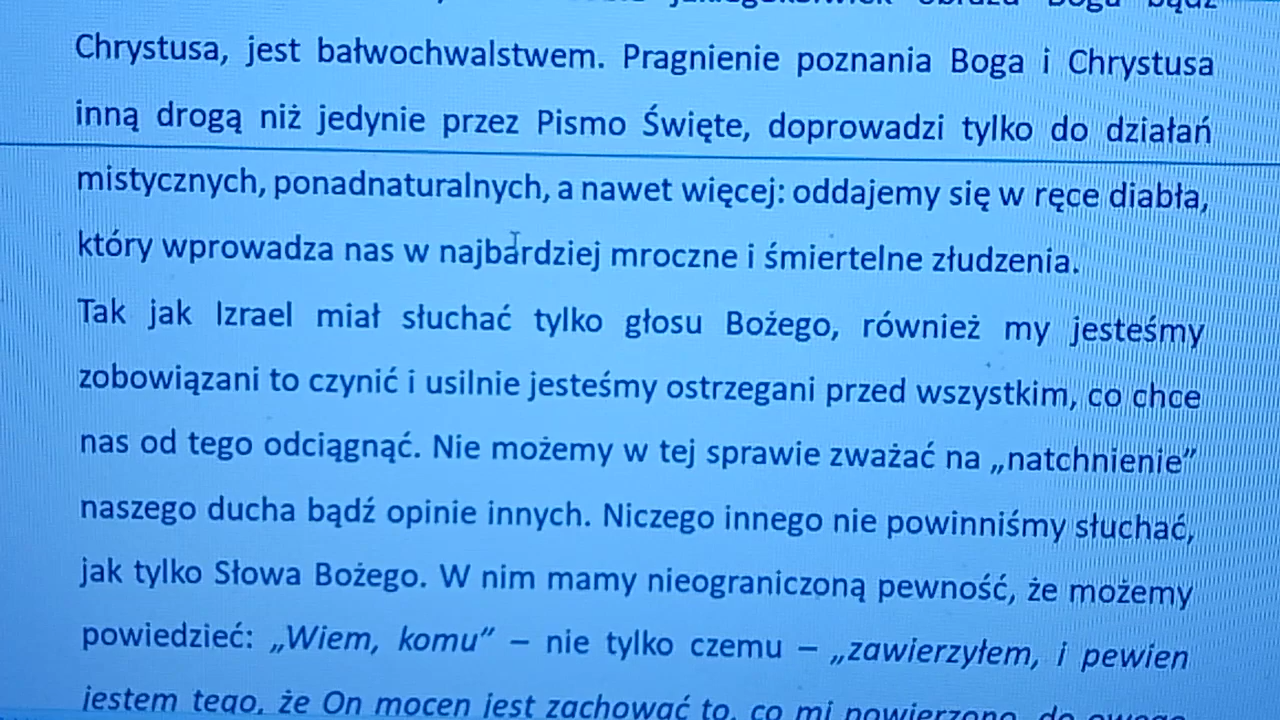 Chrystusa, jest bałwochwalstwem. Pragnienie poznania Boga i Chrystusa
inną drogą niż jedynie przez Pismo Święte, doprowadzi tylko do działań
mistycznych, ponadnaturalnych, a nawet więcej: oddajemy się w ręce diabła,
który wprowadza nas w najbardziej mroczne i śmiertelne złudzenia.
Tak jak Izrael miał słuchać tylko głosu Bożego, również my jesteśmy
zobowiązani to czynić i usilnie jesteśmy ostrzegani przed wszystkim, co chce
nas od tego odciągnąć. Nie możemy w tej sprawie zważać na „natchnienie”
naszego ducha bądź opinie innych. Niczego innego nie powinniśmy słuchać,
jak tylko Słowa Bożego. W nim mamy nieograniczoną pewność, że możemy
powiedzieć: „Wiem, komu” – nie tylko czemu – „zawierzyłem, i pewien
jestem tego, że On mocen jest zachować to, co mi powierzono, do owego